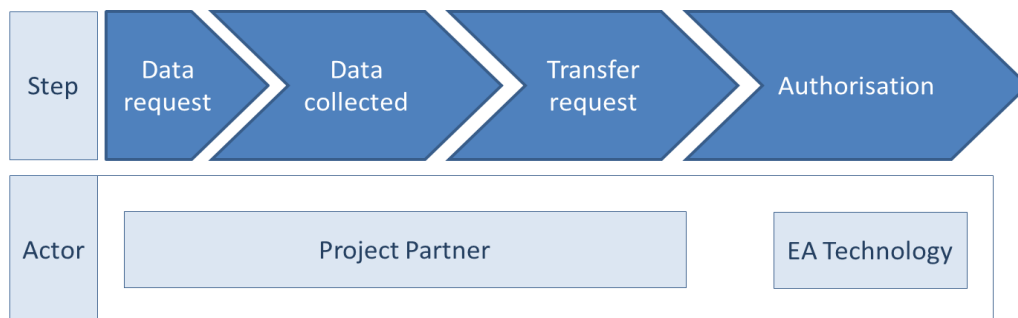 Step
Data
request
Data
collected
Transfer
request
Authorisation
Actor
Project Partner
EA Technology